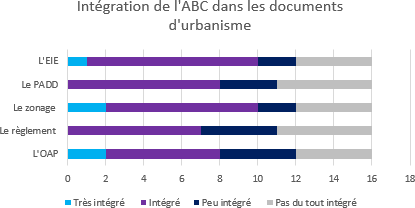 Intégration de l'ABC dans les documents
d'urbanisme
L'EIE
Le PADD
Le zonage
Le règlement
L'OAP
0 2 4 6 8 10 12 14 16 18
Très intégré Intégré Peu intégré Pas du tout intégré